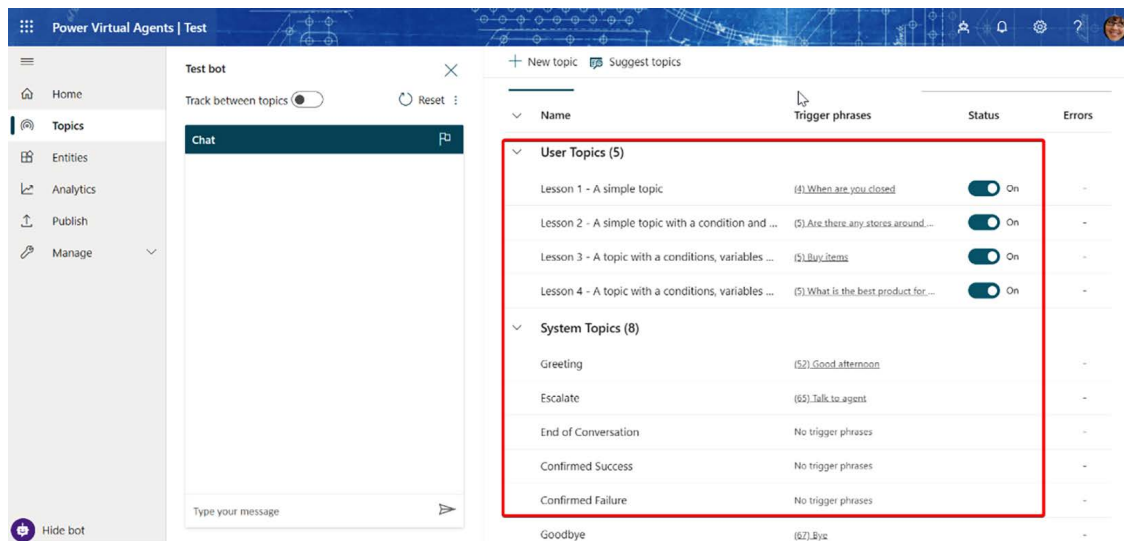 Power Virtual Agents | Test
?
Home
Topics
Entities
Analytics
Publish
Manage
Hide bot
Test bot
Track between topics
Reset
Chat
Type your message
+ New topic Suggest topics
Name Trigger phrases Status Errors
User Topics (5)
Lesson 1 - A simple topic (4) When are you closed On -
Lesson 2 - A simple topic with a condition and ... (5) Are there any stores around ... On -
Lesson 3 - A topic with a conditions, variables ... (5) Buy items On -
Lesson 4 - A topic with a conditions, variables ... (5) What is the best product for ... On -
System Topics (8)
Greeting (52) Good afternoon -
Escalate (65) Talk to agent -
End of Conversation No trigger phrases -
Confirmed Success No trigger phrases -
Confirmed Failure No trigger phrases -
Goodbye (67) Bye -